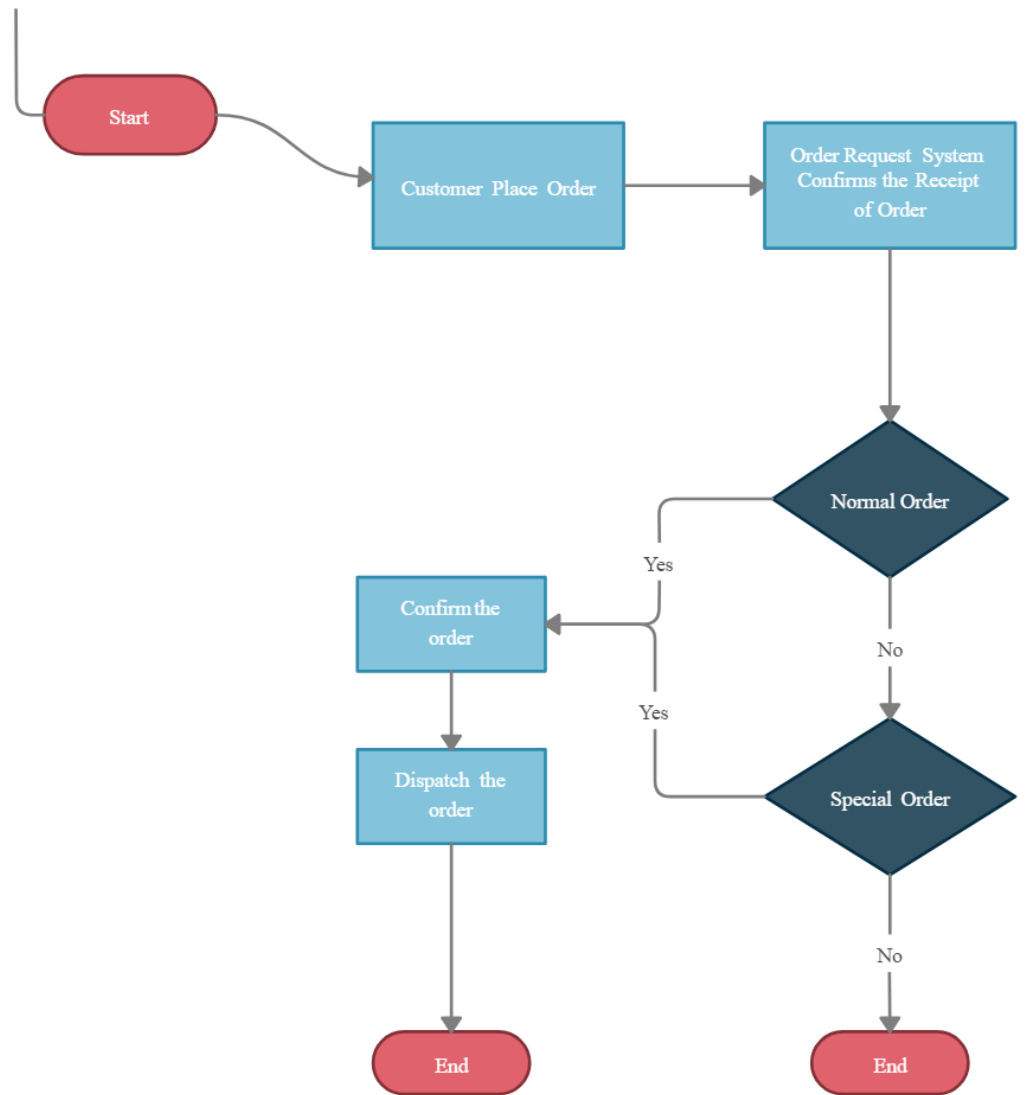 Start
Customer Place Order
Order Request System
Confirms the Receipt
of Order
Normal Order
Yes
Confirm the
order
No
Yes
Dispatch the
order
Special Order
No
End
End